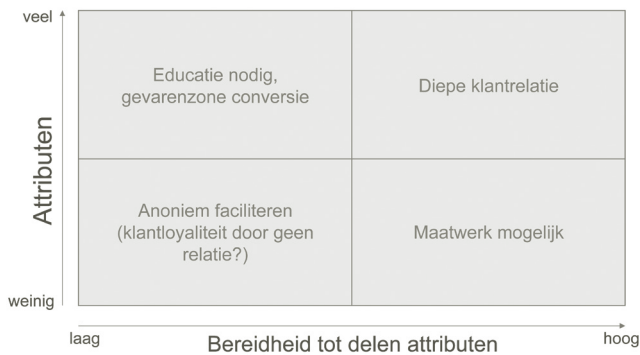 veel
Educatie nodig,
gevarenzone conversie
Diepe klantrelatie
Attributen
Anoniem faciliteren
(klantloyaliteit door geen
relatie?)
Maatwerk mogelijk
weinig
laag
Bereidheid tot delen attributen
hoog